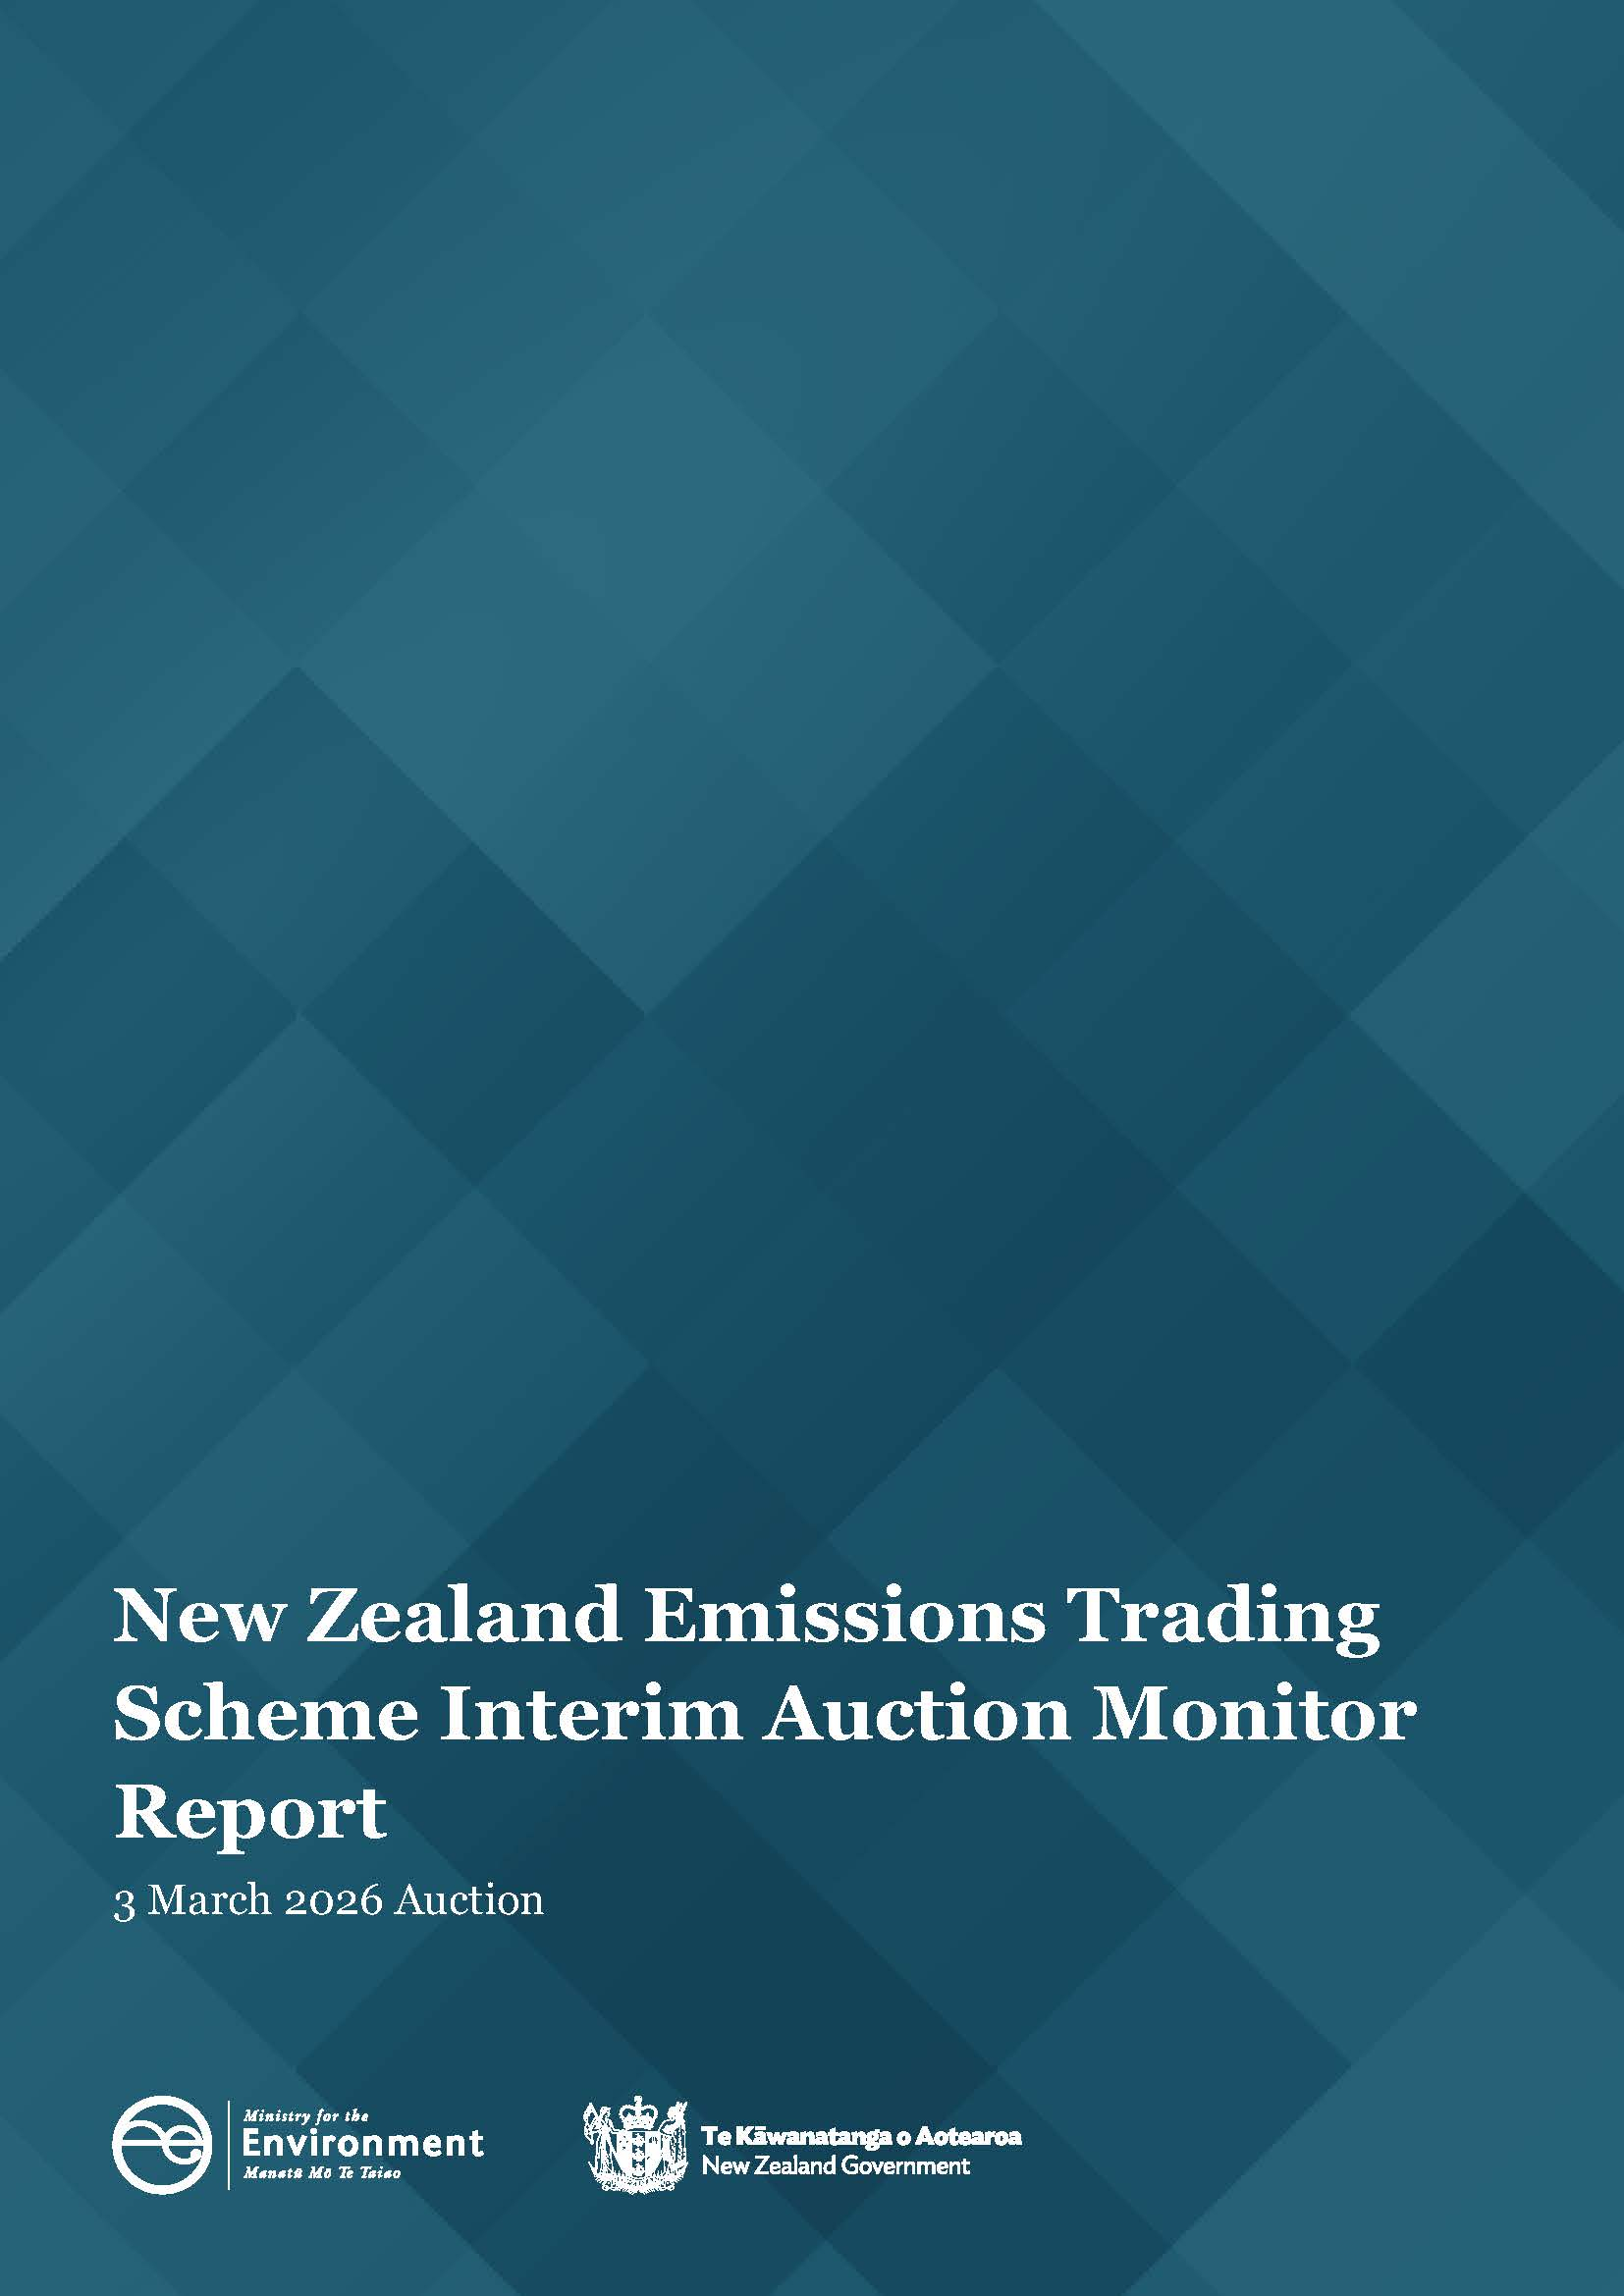 New Zealand Emissions Trading
Scheme Interim Auction Monitor
Report
3 March 2026 Auction
Ministry for the
Environment
Manatū Mō Te Taiao
Te Kāwanatanga o Aotearoa
New Zealand Government